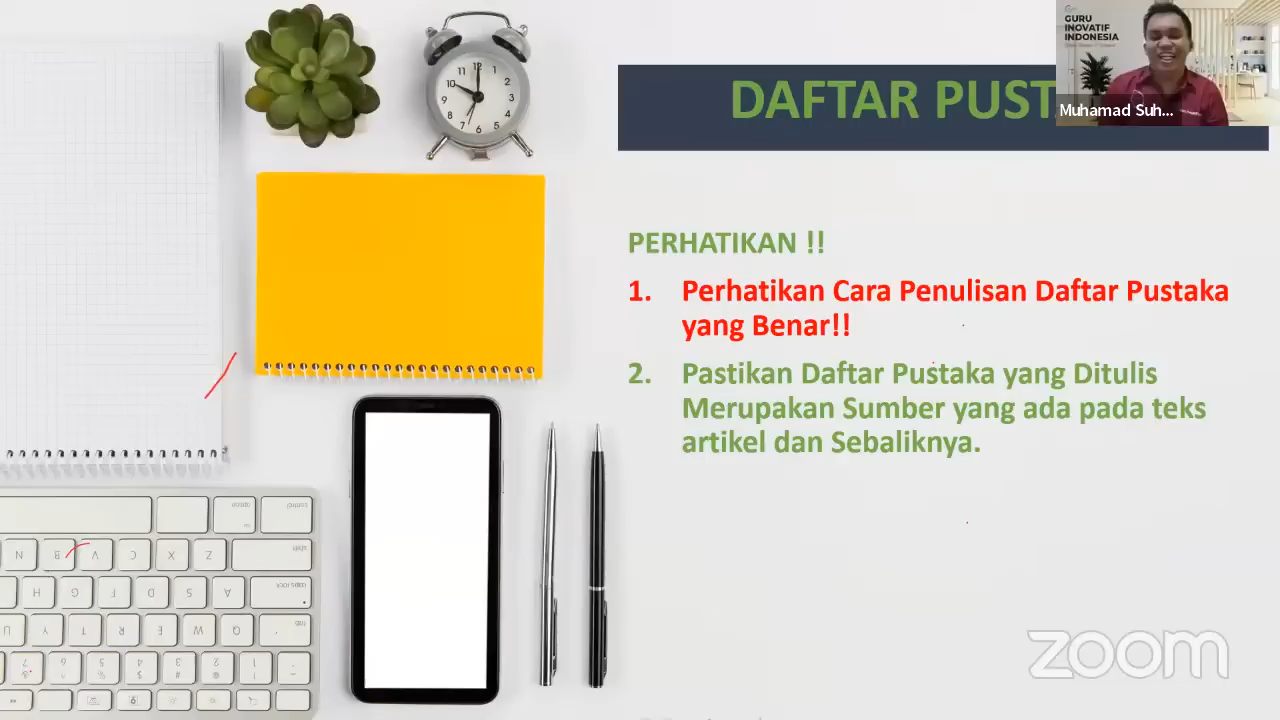 GURU
INOVATIF
INDONESIA
DAFTAR PUST
Muhamad Suh...
PERHATIKAN !!
1. Perhatikan Cara Penulisan Daftar Pustaka
yang Benar!!
2. Pastikan Daftar Pustaka yang Ditulis
Merupakan Sumber yang ada pada teks
artikel dan Sebaliknya.
zoom